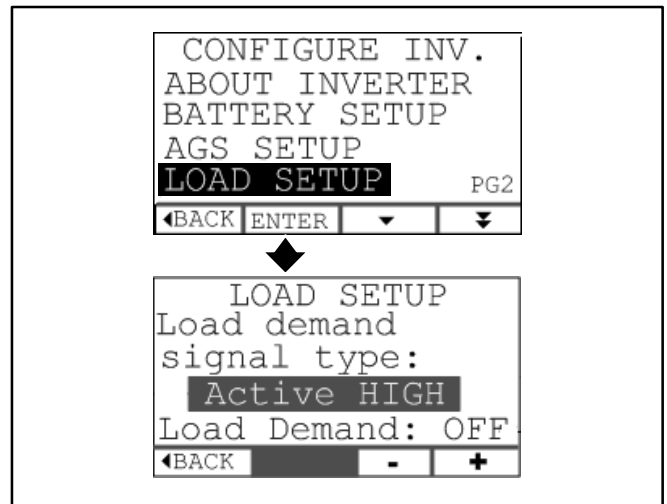 CONFIGURE INV.
ABOUT INVERTER
BATTERY SETUP
AGS SETUP
LOAD SETUP PG2
BACK ENTER
LOAD SETUP
Load demand
signal type:
Active HIGH
Load Demand: OFF
BACK - +